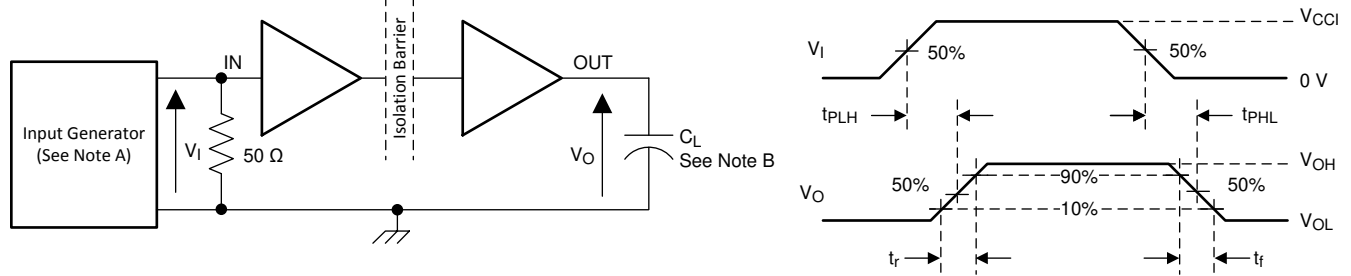 Input Generator
(See Note A)
V_I
50 Ω
IN
Isolation Barrier
OUT
V_O
C_L
See Note B
V_I
50%
50%
V_CCI
0 V
t_PLH
t_PHL
V_O
50%
90%
50%
10%
V_OH
V_OL
t_r
t_f